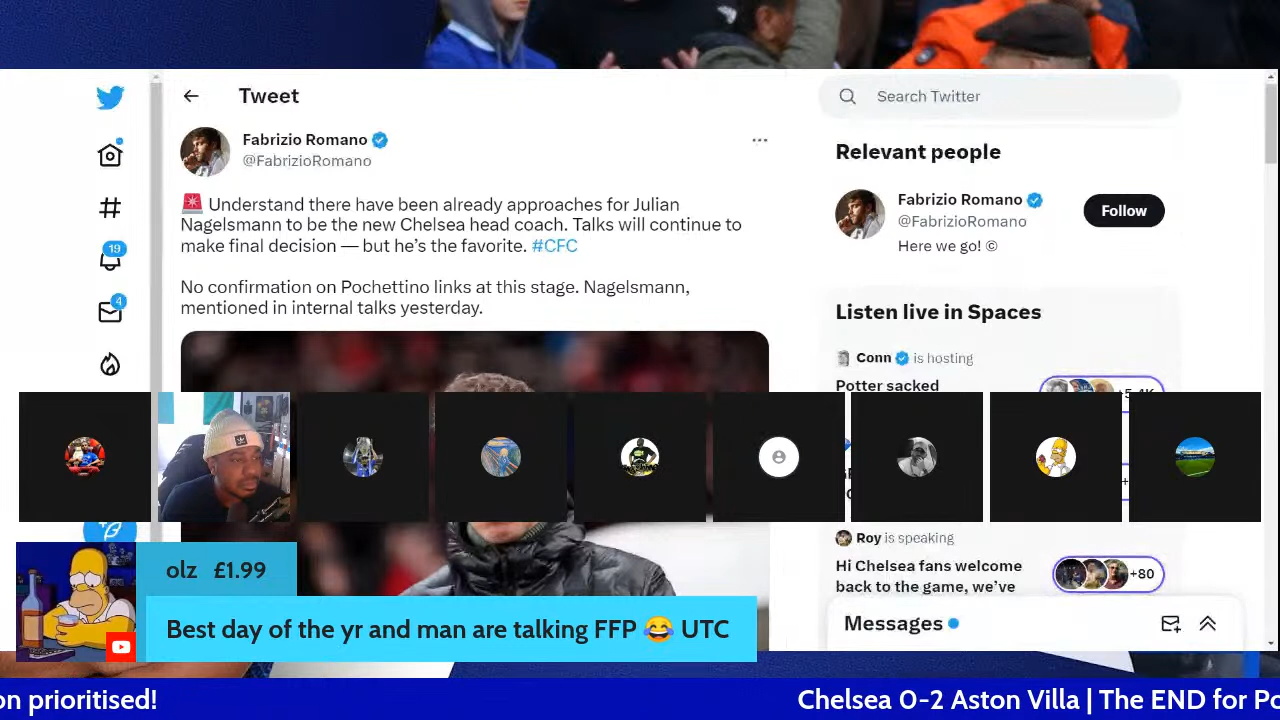 Tweet
Search Twitter
Fabrizio Romano
@FabrizioRomano
🚨 Understand there have been already approaches for Julian
Nagelsmann to be the new Chelsea head coach. Talks will continue to
make final decision — but he's the favorite. #CFC
No confirmation on Pochettino links at this stage. Nagelsmann,
mentioned in internal talks yesterday.
19
4
Relevant people
Fabrizio Romano
@FabrizioRomano
Follow
Here we go! ©
Listen live in Spaces
Conn is hosting
Potter sacked
Roy is speaking
Hi Chelsea fans welcome
back to the game, we've
+80
Messages
olz £1.99
Best day of the yr and man are talking FFP 😂 UTC
on prioritised!
Chelsea 0-2 Aston Villa | The END for Po